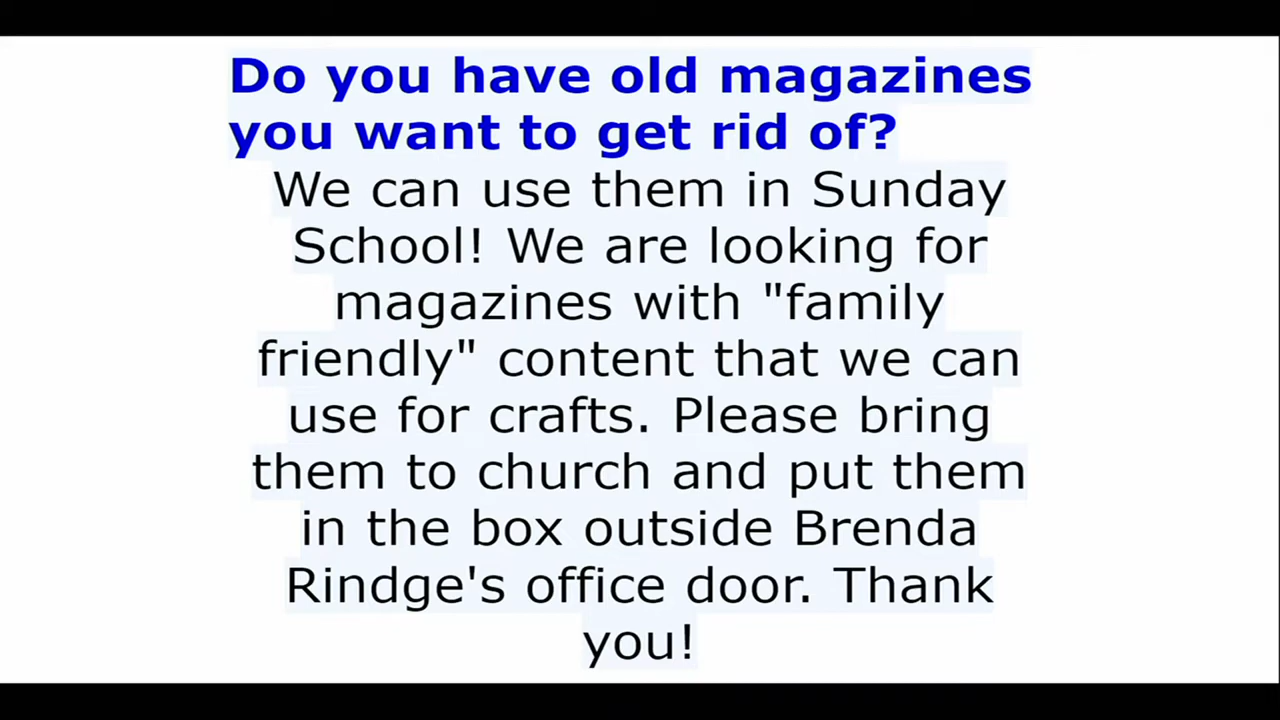 Do you have old magazines
you want to get rid of?
We can use them in Sunday
School! We are looking for
magazines with "family
friendly" content that we can
use for crafts. Please bring
them to church and put them
in the box outside Brenda
Rindge's office door. Thank
you!